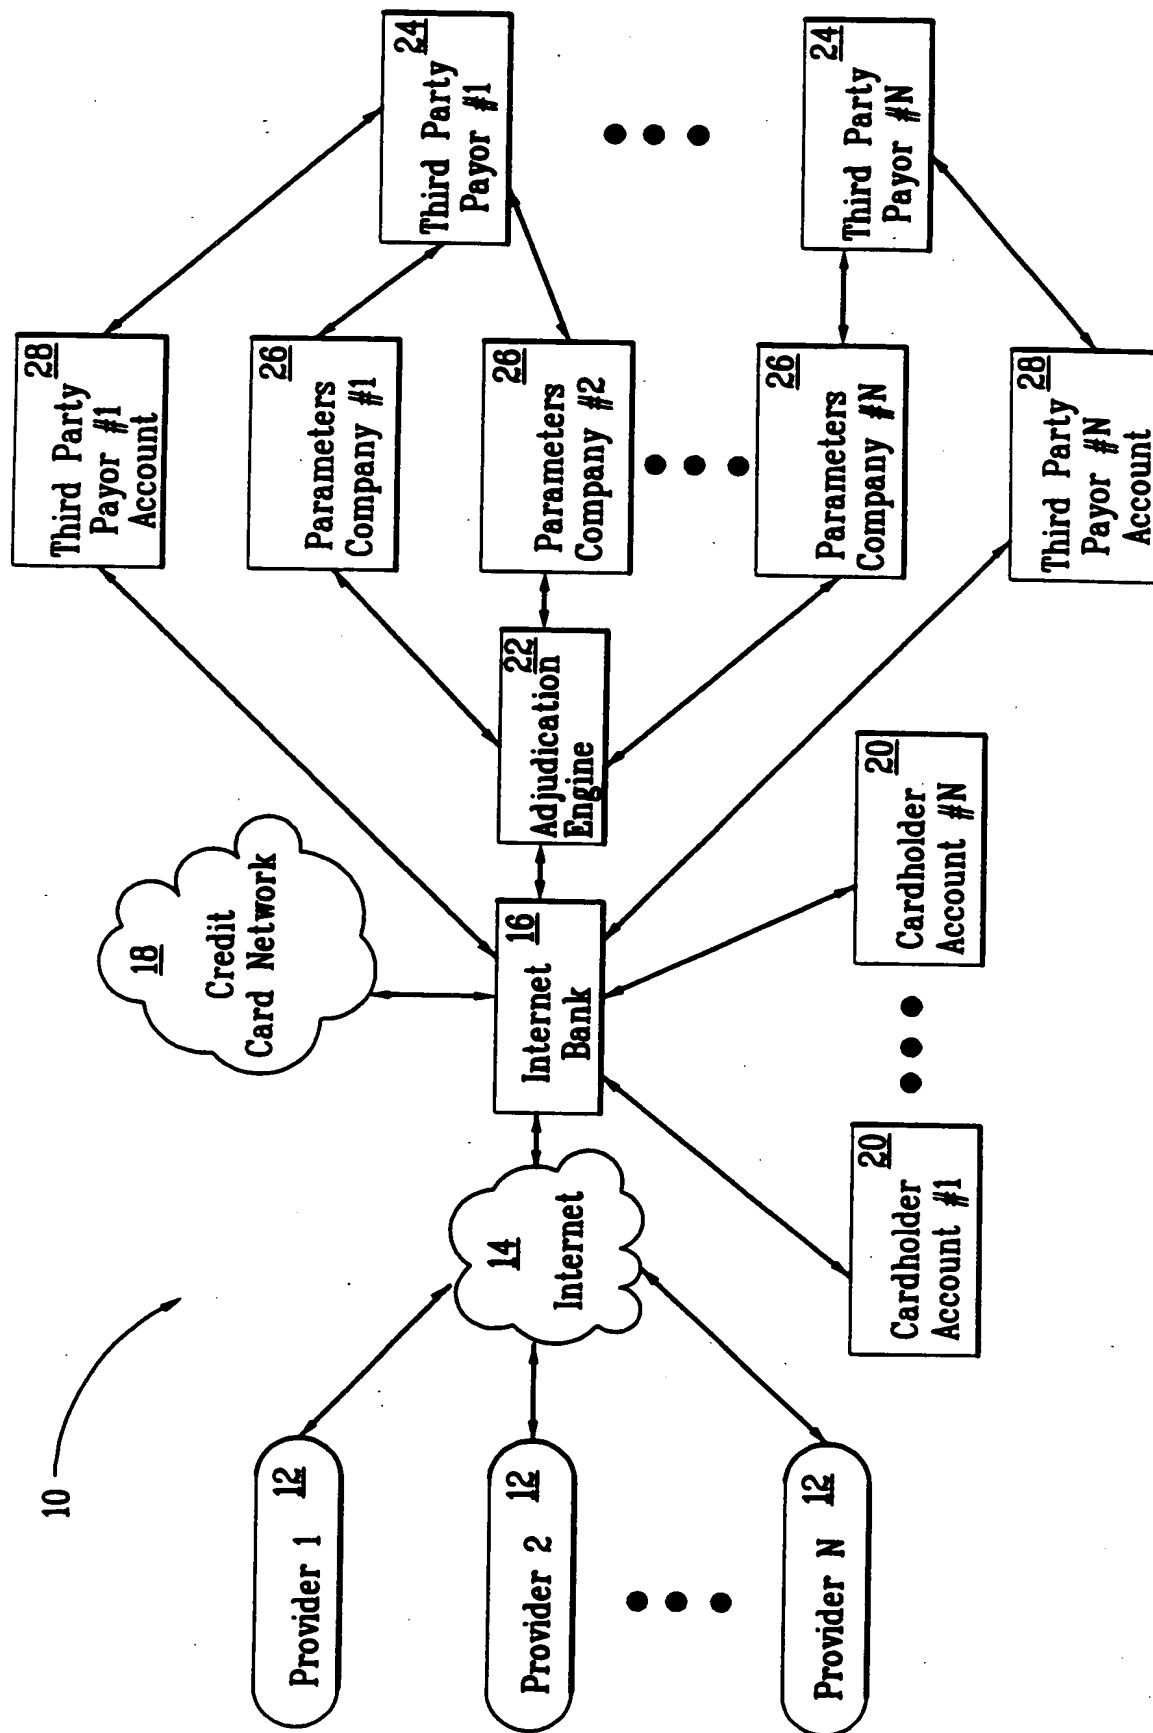 10
Provider 1
12
Provider 2
12
Provider N
12
14
Internet
18
Credit
Card Network
16
Internet
Bank
20
Cardholder
Account #1
20
Cardholder
Account #N
22
Adjudication
Engine
28
Third Party
Payor #1
Account
26
Parameters
Company #1
26
Parameters
Company #2
26
Parameters
Company #N
28
Third Party
Payor #N
Account
24
Third Party
Payor #1
24
Third Party
Payor #N